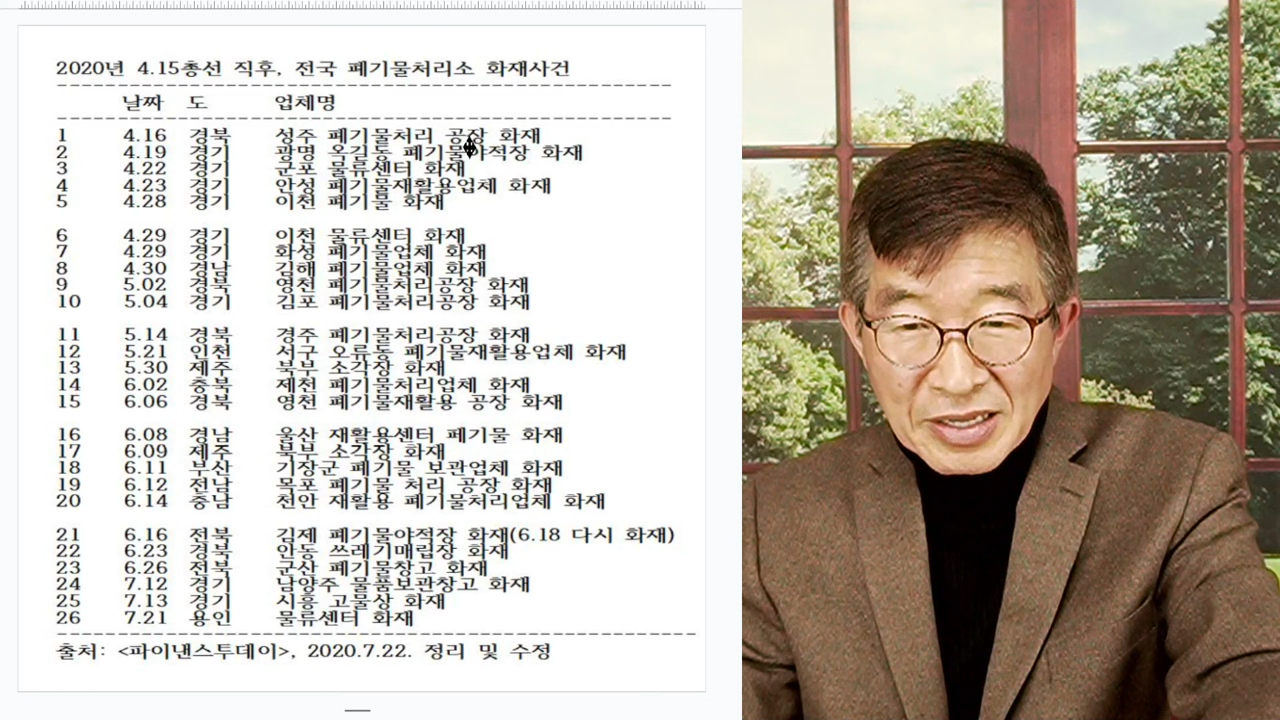 2020년 4.15총선 직후, 전국 폐기물처리소 화재사건
날짜 도 업체명
1 4.16 경북 성주 폐기물처리 공장 화재
2 4.19 경기 광명 옥길동 폐기물야적장 화재
3 4.22 경기 군포 물류센터 화재
4 4.23 경기 안성 폐기물재활용업체 화재
5 4.28 경기 이천 폐기물 화재
6 4.29 경기 이천 물류센터 화재
7 4.29 경기 화성 폐기물업체 화재
8 4.30 경남 김해 폐기물업체 화재
9 5.02 경북 영천 폐기물처리공장 화재
10 5.04 경기 김포 폐기물처리공장 화재
11 5.14 경북 경주 폐기물처리공장 화재
12 5.21 인천 서구 오류동 폐기물재활용업체 화재
13 5.30 제주 북부 소각장 화재
14 6.02 충북 제천 폐기물처리업체 화재
15 6.06 경북 영천 폐기물재활용 공장 화재
16 6.08 경남 울산 재활용센터 폐기물 화재
17 6.09 제주 북부 소각장 화재
18 6.11 부산 기장군 폐기물 보관업체 화재
19 6.12 전남 목포 폐기물 처리 공장 화재
20 6.14 충남 천안 재활용 폐기물처리업체 화재
21 6.16 전북 김제 폐기물야적장 화재(6.18 다시 화재)
22 6.23 경북 안동 쓰레기매립장 화재
23 6.26 전북 군산 폐기물창고 화재
24 7.12 경기 남양주 물품보관창고 화재
25 7.13 경기 시흥 고물상 화재
26 7.21 용인 물류센터 화재
출처: <파이낸스투데이>, 2020.7.22. 정리 및 수정